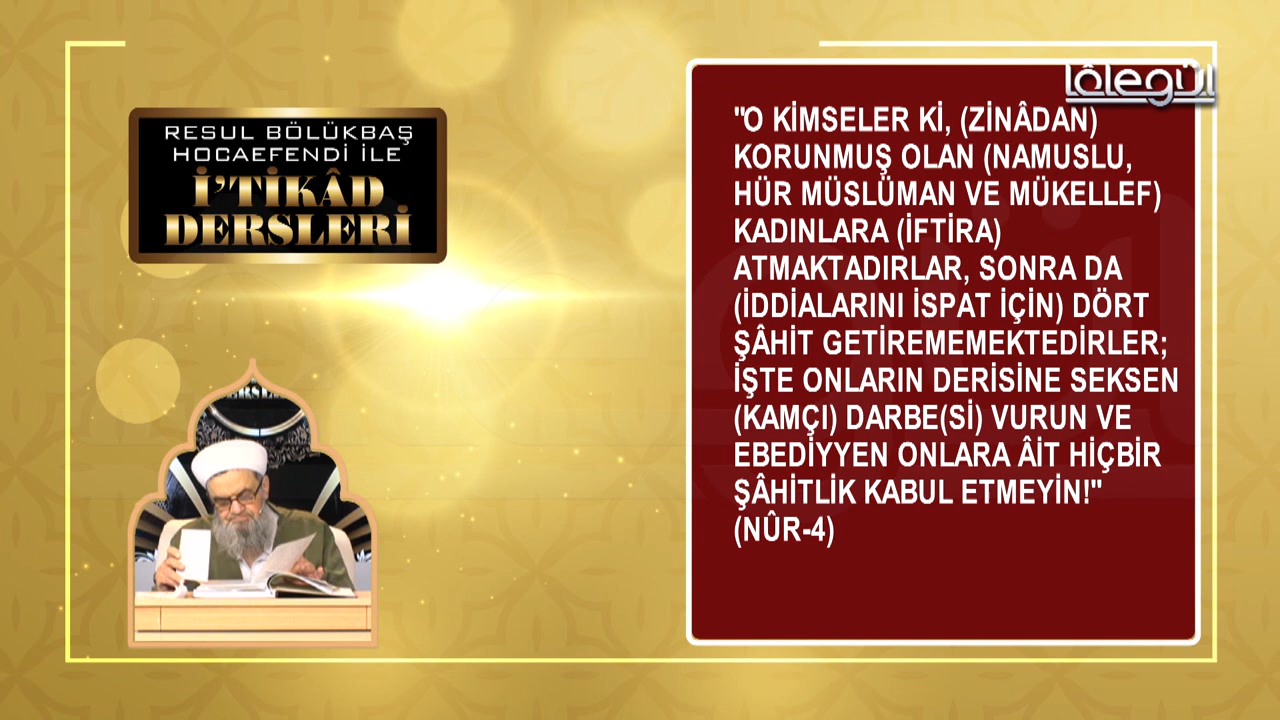 lâlegül
RESUL BÖLÜKBAŞ
HOCAEFENDİ İLE
İ'TİKÂD
DERSLERİ
"O KİMSELER Kİ, (ZİNÂDAN)
KORUNMUŞ OLAN (NAMUSLU,
HÜR MÜSLÜMAN VE MÜKELLEF)
KADINLARA (İFTİRA)
ATMAKTADIRLAR, SONRA DA
(İDDİALARINI İSPAT İÇİN) DÖRT
ŞÂHİT GETİREMEMEKTEDİRLER;
İŞTE ONLARIN DERİSİNE SEKSEN
(KAMÇI) DARBE(Sİ) VURUN VE
EBEDİYYEN ONLARA ÂİT HİÇBİR
ŞÂHİTLİK KABUL ETMEYİN!"
(NÛR-4)